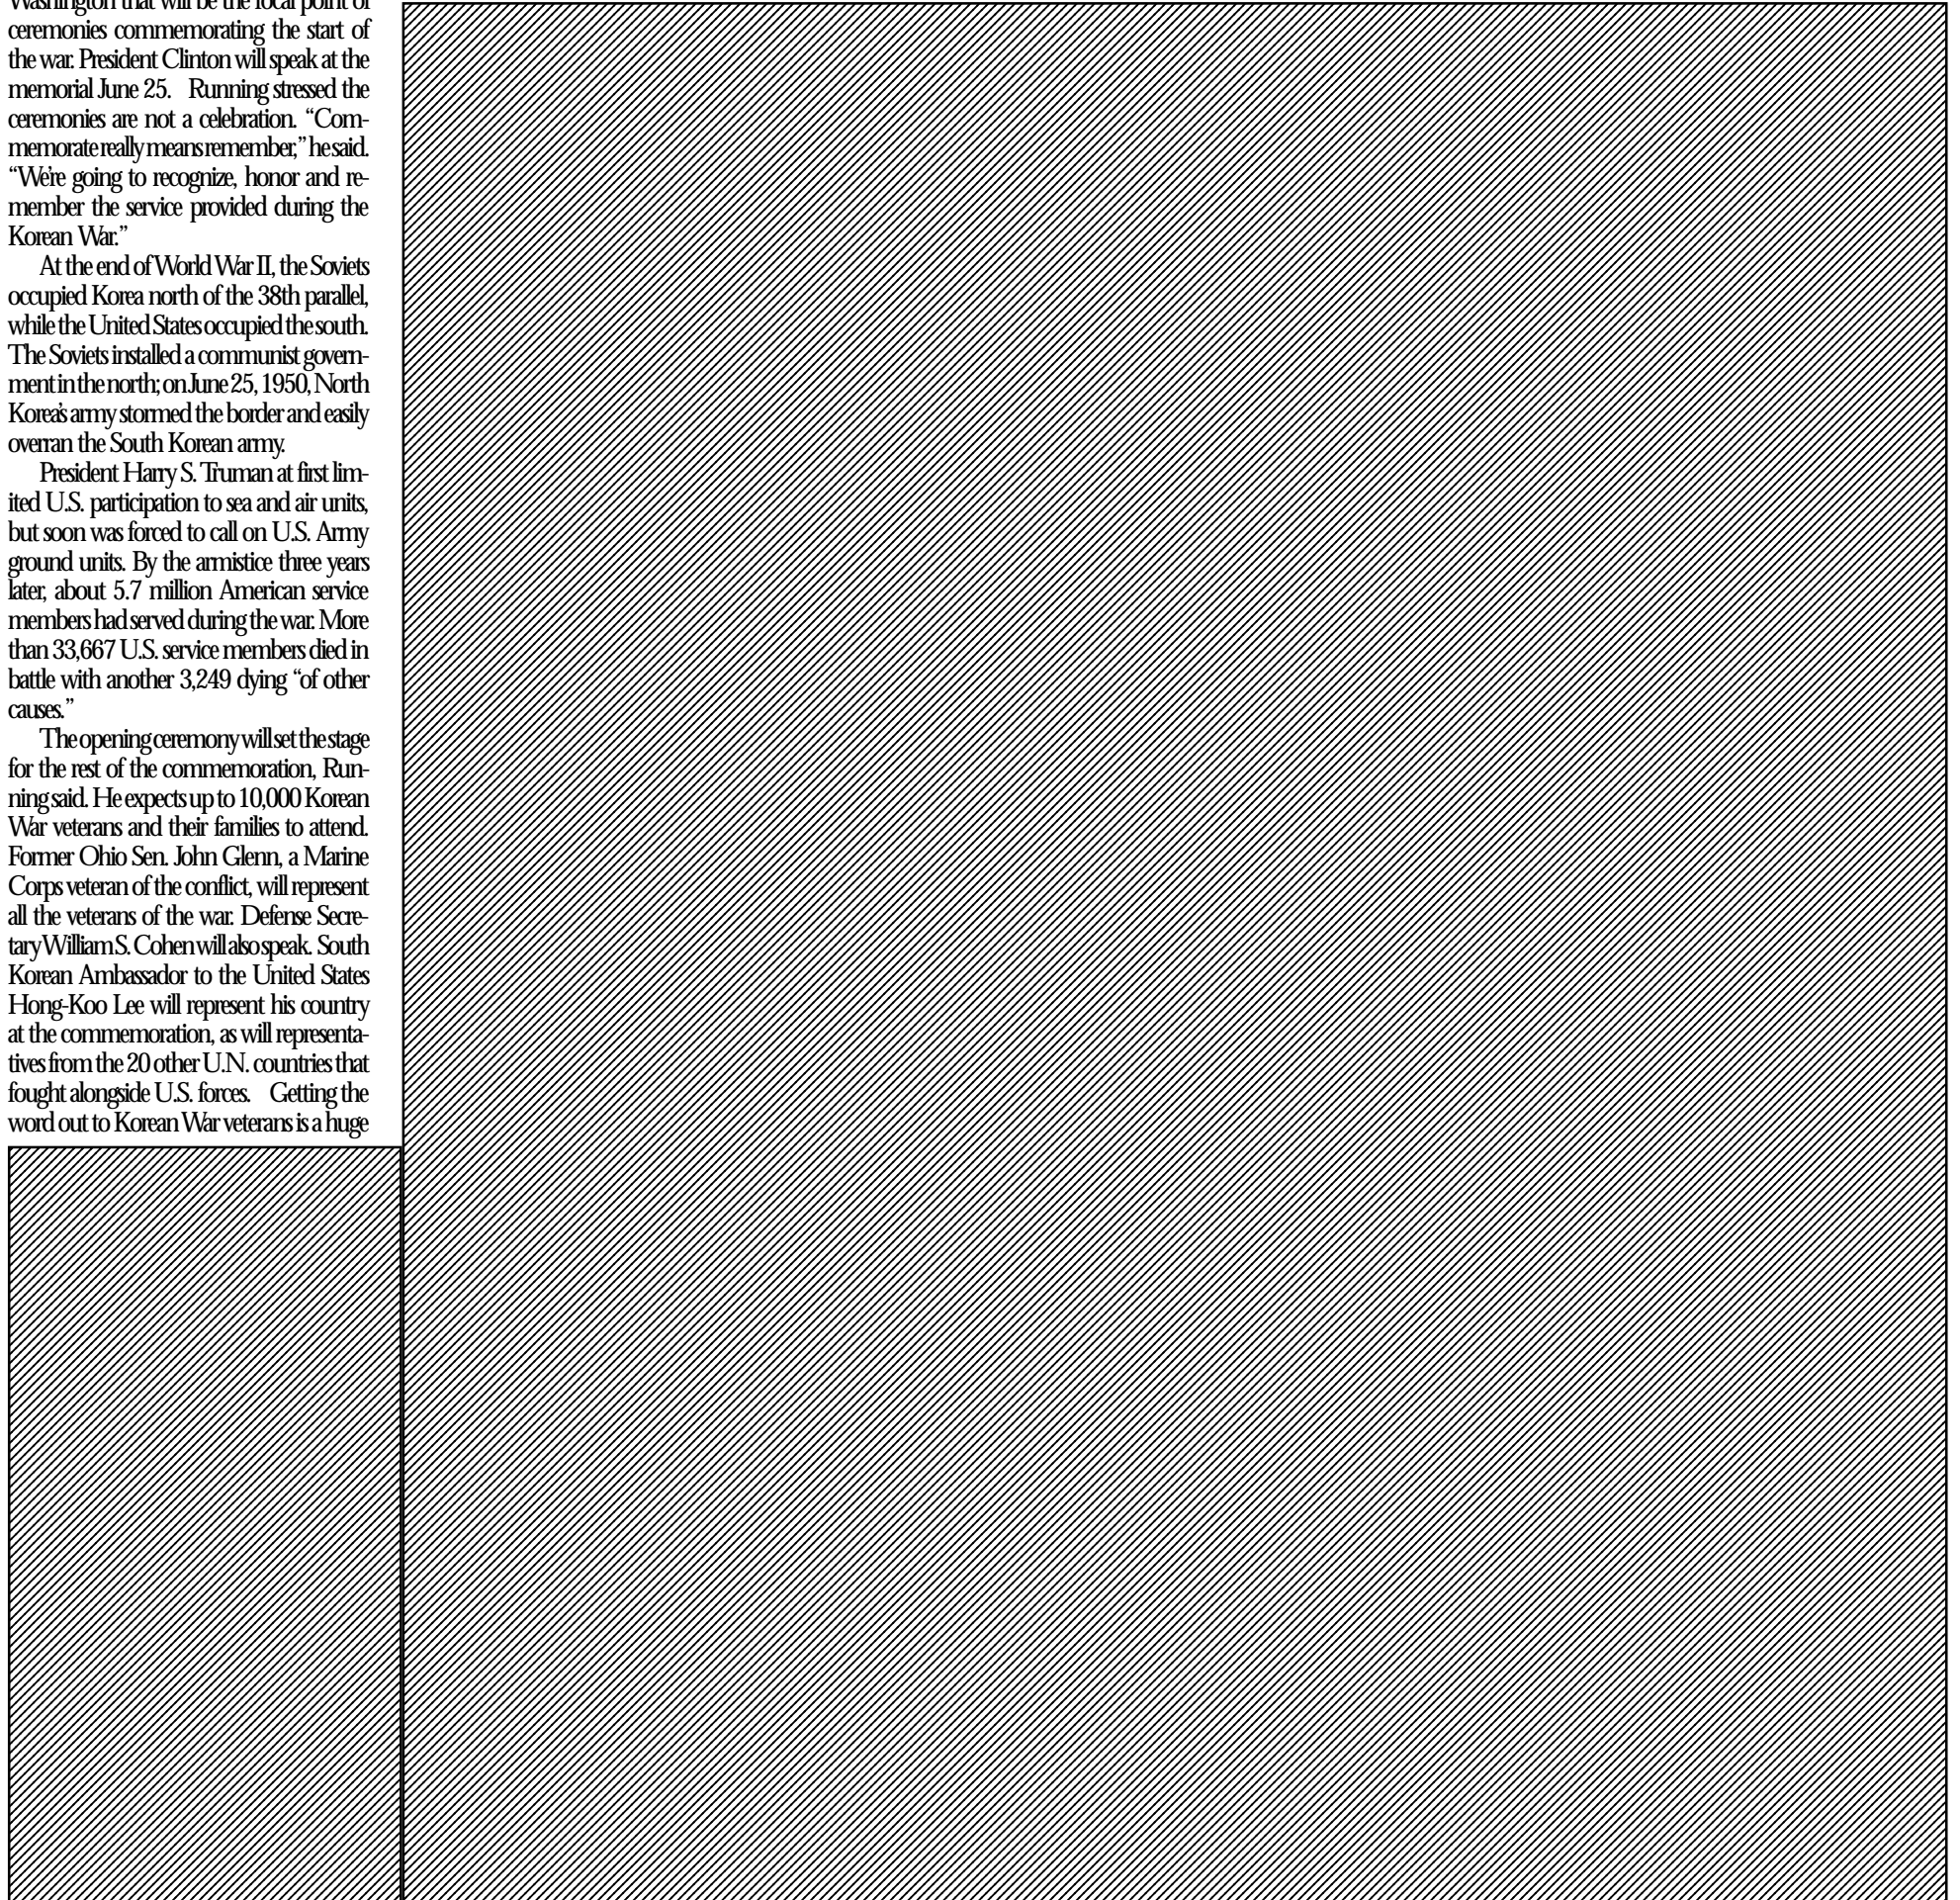 Washington that will be the focal point of
ceremonies commemorating the start of
the war. President Clinton will speak at the
memorial June 25. Running stressed the
ceremonies are not a celebration. “Com-
memorate really means remember,” he said.
“We’re going to recognize, honor and re-
member the service provided during the
Korean War.”
At the end of World War II, the Soviets
occupied Korea north of the 38th parallel,
while the United States occupied the south.
The Soviets installed a communist govern-
ment in the north; on June 25, 1950, North
Korea’s army stormed the border and easily
overran the South Korean army.
President Harry S. Truman at first lim-
ited U.S. participation to sea and air units,
but soon was forced to call on U.S. Army
ground units. By the armistice three years
later, about 5.7 million American service
members had served during the war. More
than 33,667 U.S. service members died in
battle with another 3,249 dying “of other
causes.”
The opening ceremony will set the stage
for the rest of the commemoration, Run-
ning said. He expects up to 10,000 Korean
War veterans and their families to attend.
Former Ohio Sen. John Glenn, a Marine
Corps veteran of the conflict, will represent
all the veterans of the war. Defense Secre-
tary William S. Cohen will also speak. South
Korean Ambassador to the United States
Hong-Koo Lee will represent his country
at the commemoration, as will representa-
tives from the 20 other U.N. countries that
fought alongside U.S. forces. Getting the
word out to Korean War veterans is a huge